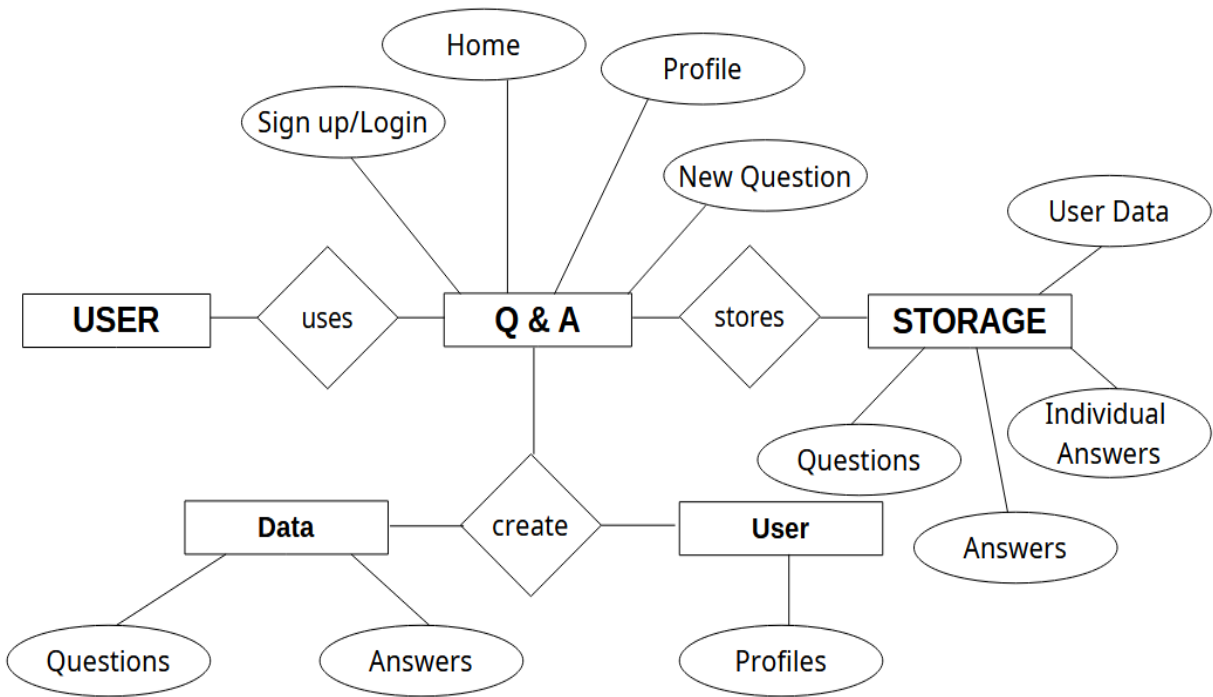 Home
Profile
Sign up/Login
New Question
User Data
USER
uses
Q & A
stores
STORAGE
Individual
Answers
Questions
Data
create
User
Answers
Questions
Answers
Profiles